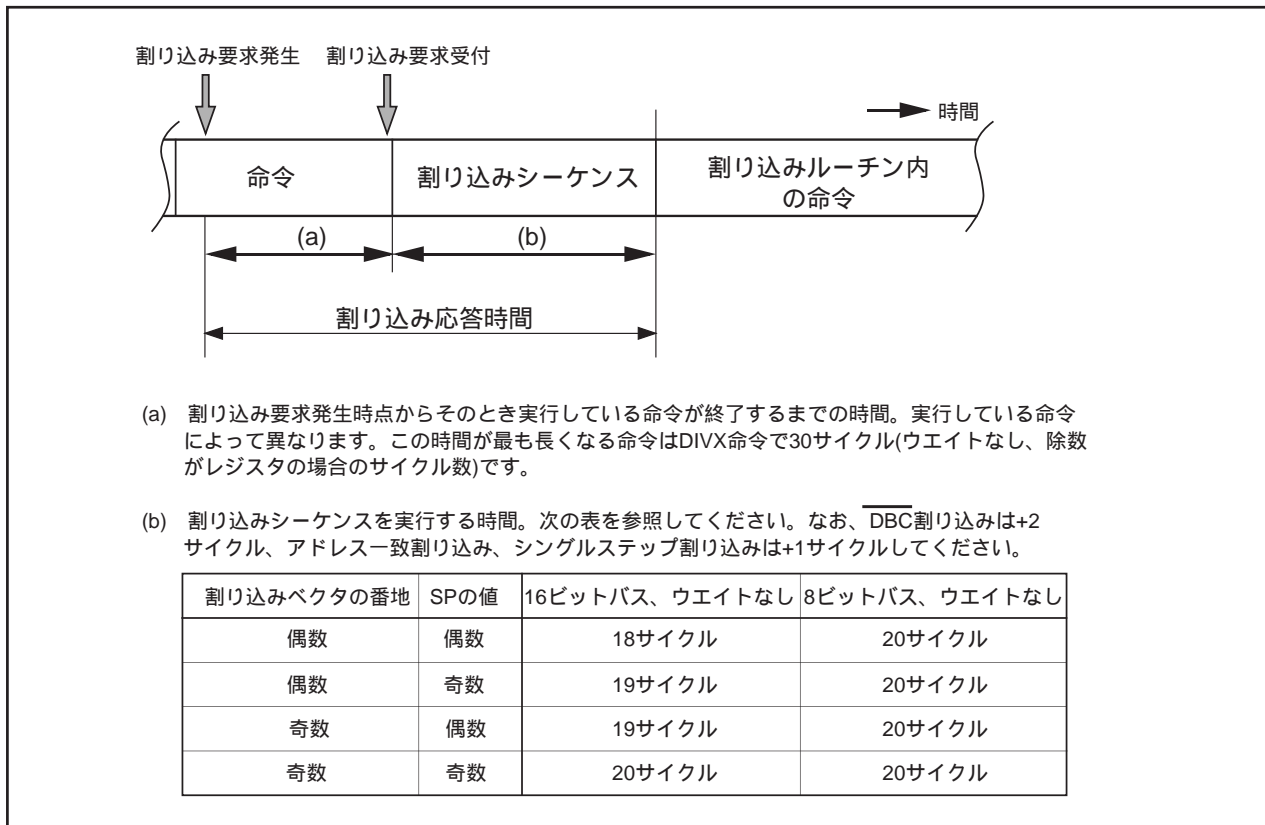 割り込み要求発生 割り込み要求受付
時間
命令 割り込みシーケンス 割り込みルーチン内
の命令
(a) (b)
割り込み応答時間
(a) 割り込み要求発生時点からそのとき実行している命令が終了するまでの時間。実行している命令
によって異なります。この時間が最も長くなる命令はDIVX命令で30サイクル(ウエイトなし、除数
がレジスタの場合のサイクル数)です。
(b) 割り込みシーケンスを実行する時間。次の表を参照してください。なお、DBC割り込みは+2
サイクル、アドレス一致割り込み、シングルステップ割り込みは+1サイクルしてください。
割り込みベクタの番地 SPの値 16ビットバス、ウエイトなし 8ビットバス、ウエイトなし
偶数 偶数 18サイクル 20サイクル
偶数 奇数 19サイクル 20サイクル
奇数 偶数 19サイクル 20サイクル
奇数 奇数 20サイクル 20サイクル